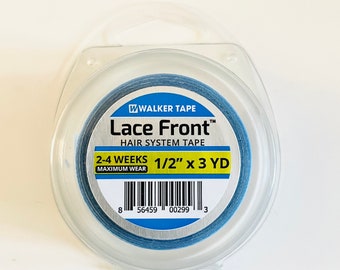 W WALKER TAPE
Lace Front™
HAIR SYSTEM TAPE
2-4 WEEKS
MAXIMUM WEAR
1/2" x 3 YD
8 56459 00299 3